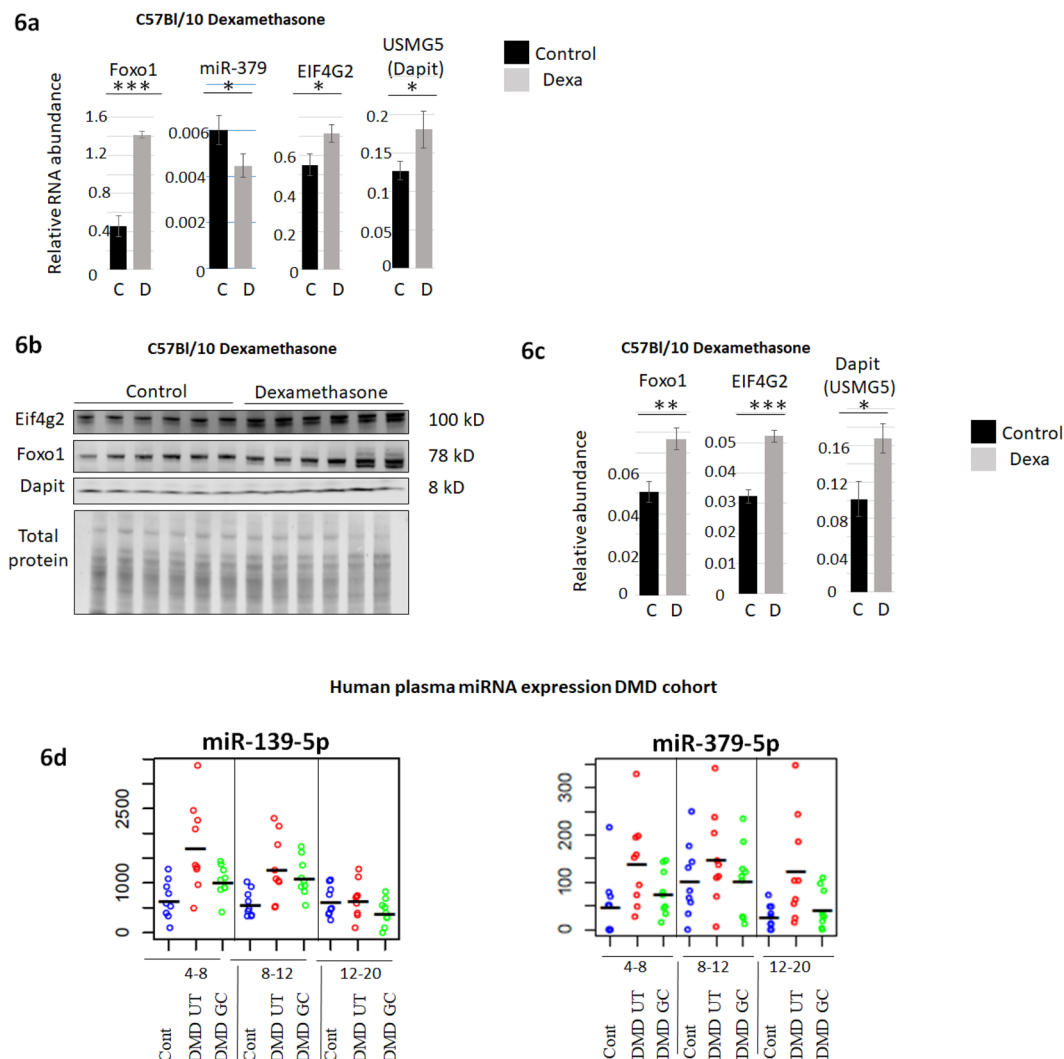 6a
C57Bl/10 Dexamethasone
Control
Dexa
Relative RNA abundance
Foxo1
***
1.6
1.2
0.8
0.4
0
C D
miR-379
*
0.006
0.004
0.002
0
C D
EIF4G2
*
0.6
0.4
0.2
0
C D
USMG5
(Dapit)
*
0.2
0.15
0.1
0.05
0
C D
6b
C57Bl/10 Dexamethasone
Control Dexamethasone
Eif4g2 100 kD
Foxo1 78 kD
Dapit 8 kD
Total
protein
6c
C57Bl/10 Dexamethasone
Control
Dexa
Relative abundance
Foxo1
**
0.06
0.04
0.02
0
C D
EIF4G2
***
0.05
0.04
0.03
0.02
0.01
0
C D
Dapit
(USMG5)
*
0.16
0.12
0.08
0.04
0
C D
Human plasma miRNA expression DMD cohort
6d
miR-139-5p
2500
1000
0
4-8 8-12 12-20
Cont DMD UT DMD GC Cont DMD UT DMD GC Cont DMD UT DMD GC
miR-379-5p
300
200
100
0
4-8 8-12 12-20
Cont DMD UT DMD GC Cont DMD UT DMD GC Cont DMD UT DMD GC